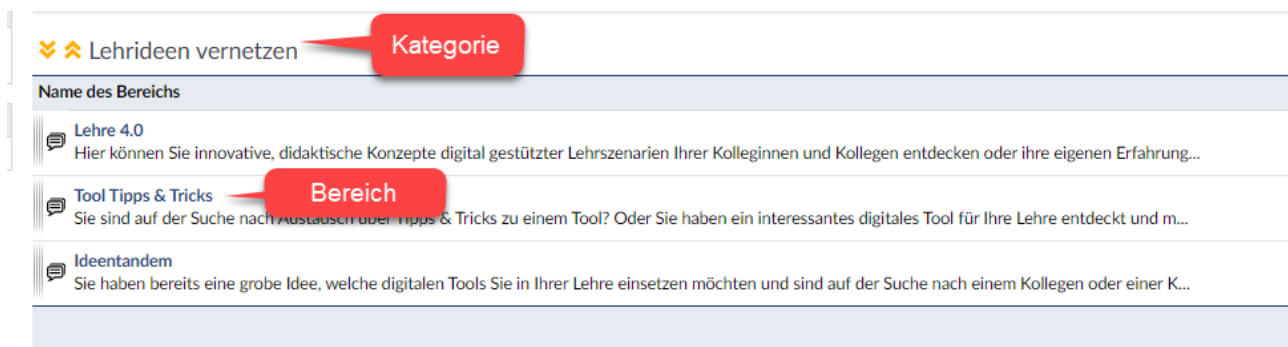 Lehrideen vernetzen
Kategorie
Name des Bereichs
Lehre 4.0
Hier können Sie innovative, didaktische Konzepte digital gestützter Lehrszenarien Ihrer Kolleginnen und Kollegen entdecken oder ihre eigenen Erfahrung...
Tool Tipps & Tricks
Bereich
Sie sind auf der Suche nach Austausch über Tipps & Tricks zu einem Tool? Oder Sie haben ein interessantes digitales Tool für Ihre Lehre entdeckt und m...
Ideentandem
Sie haben bereits eine grobe Idee, welche digitalen Tools Sie in Ihrer Lehre einsetzen möchten und sind auf der Suche nach einem Kollegen oder einer K...